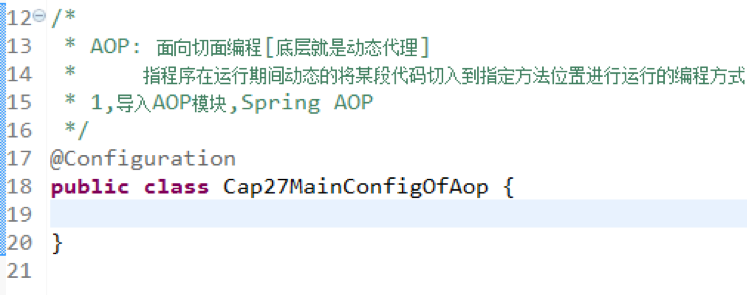 12 /*
13  * AOP: 面向切面编程[底层就是动态代理]
14  *      指程序在运行期间动态的将某段代码切入到指定方法位置进行运行的编程方式
15  * 1,导入AOP模块,Spring AOP
16  */
17 @Configuration
18 public class Cap27MainConfigOfAop {
19
20 }
21